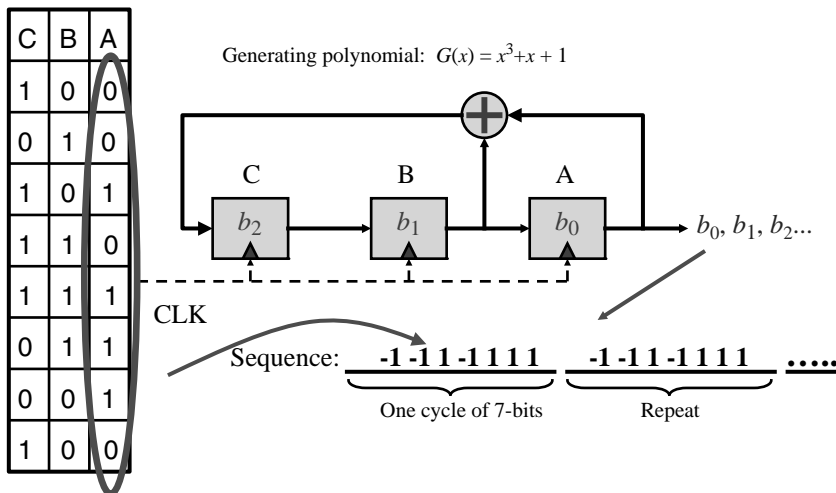 C B A
1 0 0
0 1 0
1 0 1
1 1 0
1 1 1
0 1 1
0 0 1
1 0 0
Generating polynomial: G(x) = x³+x + 1
C B A
b₂ b₁ b₀
b₀, b₁, b₂...
CLK
Sequence: -1 -1 1 -1 1 1 1 -1 -1 1 -1 1 1 1 .....
One cycle of 7-bits Repeat